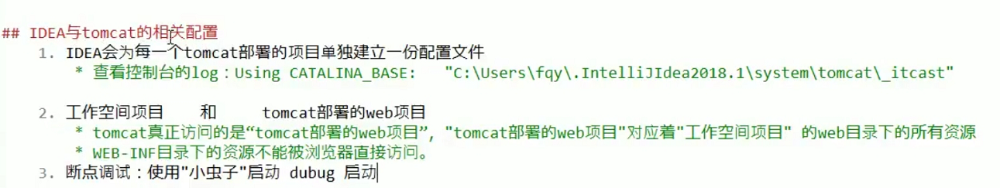 ## IDEA与tomcat的相关配置
1. IDEA会为每一个tomcat部署的项目单独建立一份配置文件
* 查看控制台的log：Using CATALINA_BASE:   "C:\Users\fqy\.IntelliJIdea2018.1\system\tomcat\_itcast"
2. 工作空间项目    和     tomcat部署的web项目
* tomcat真正访问的是“tomcat部署的web项目”，"tomcat部署的web项目"对应着"工作空间项目" 的web目录下的所有资源
* WEB-INF目录下的资源不能被浏览器直接访问。
3. 断点调试：使用"小虫子"启动 dubug 启动